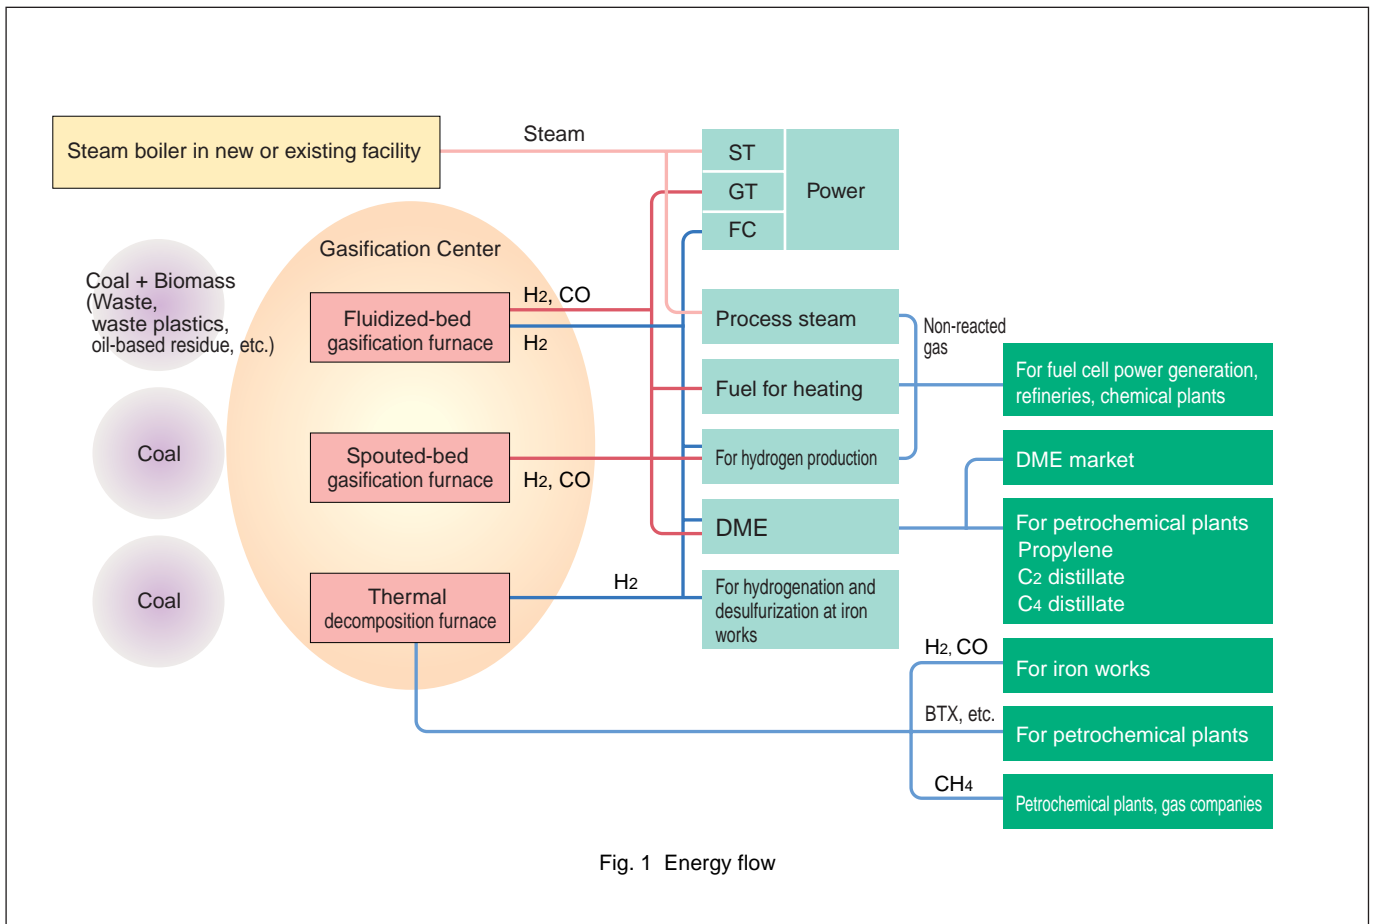 Steam boiler in new or existing facility
Steam
ST
GT
FC
Power
Gasification Center
Coal + Biomass
(Waste,
waste plastics,
oil-based residue, etc.)
Fluidized-bed
gasification furnace
H2, CO
H2
Process steam
Non-reacted
gas
Fuel for heating
For fuel cell power generation,
refineries, chemical plants
Coal
Spouted-bed
gasification furnace
H2, CO
For hydrogen production
DME market
DME
For petrochemical plants
Propylene
C2 distillate
C4 distillate
Coal
Thermal
decomposition furnace
H2
For hydrogenation and
desulfurization at iron
works
H2, CO
For iron works
BTX, etc.
For petrochemical plants
CH4
Petrochemical plants, gas companies
Fig. 1 Energy flow